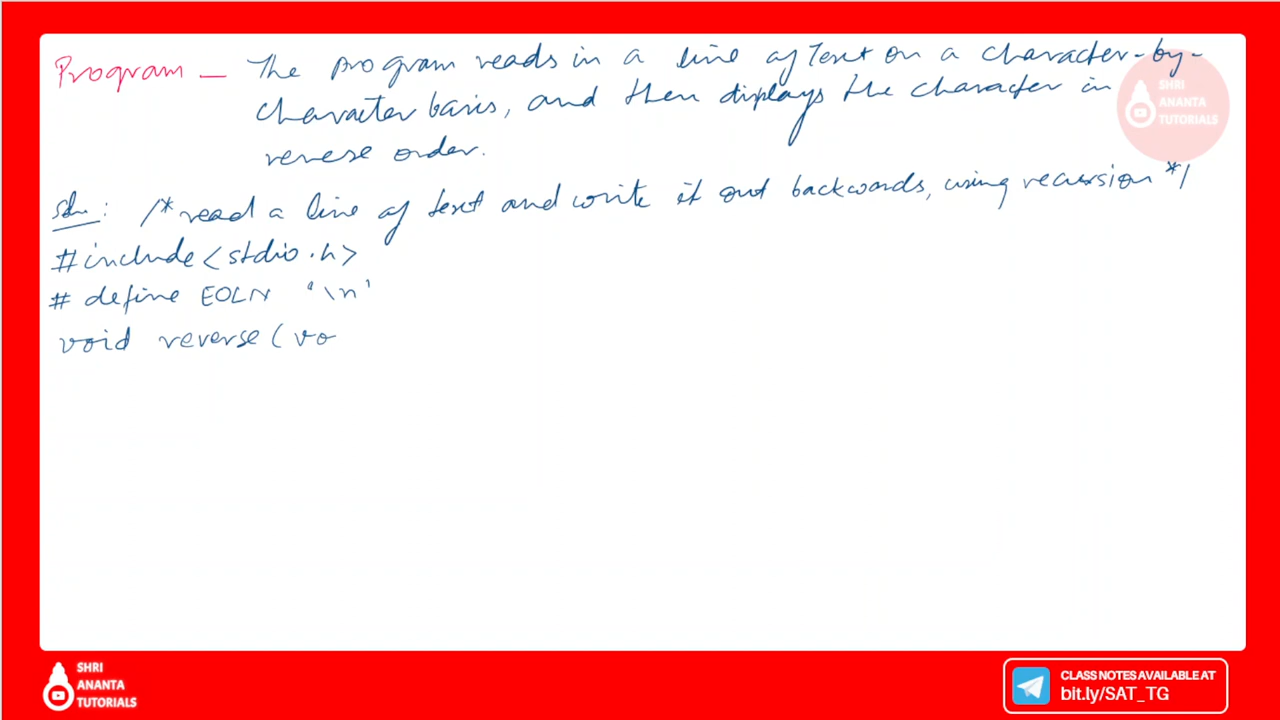 Program – The program reads in a line of Text on a character-by-
character basis, and then displays the character in
reverse order.
Soln: /* read a line of text and write it out backwards, using recursion */
#include <stdio.h>
# define EOLN '\n'
void reverse ( vo
SHRI
ANANTA
TUTORIALS
SHRI
ANANTA
TUTORIALS
CLASS NOTES AVAILABLE AT
bit.ly/SAT_TG